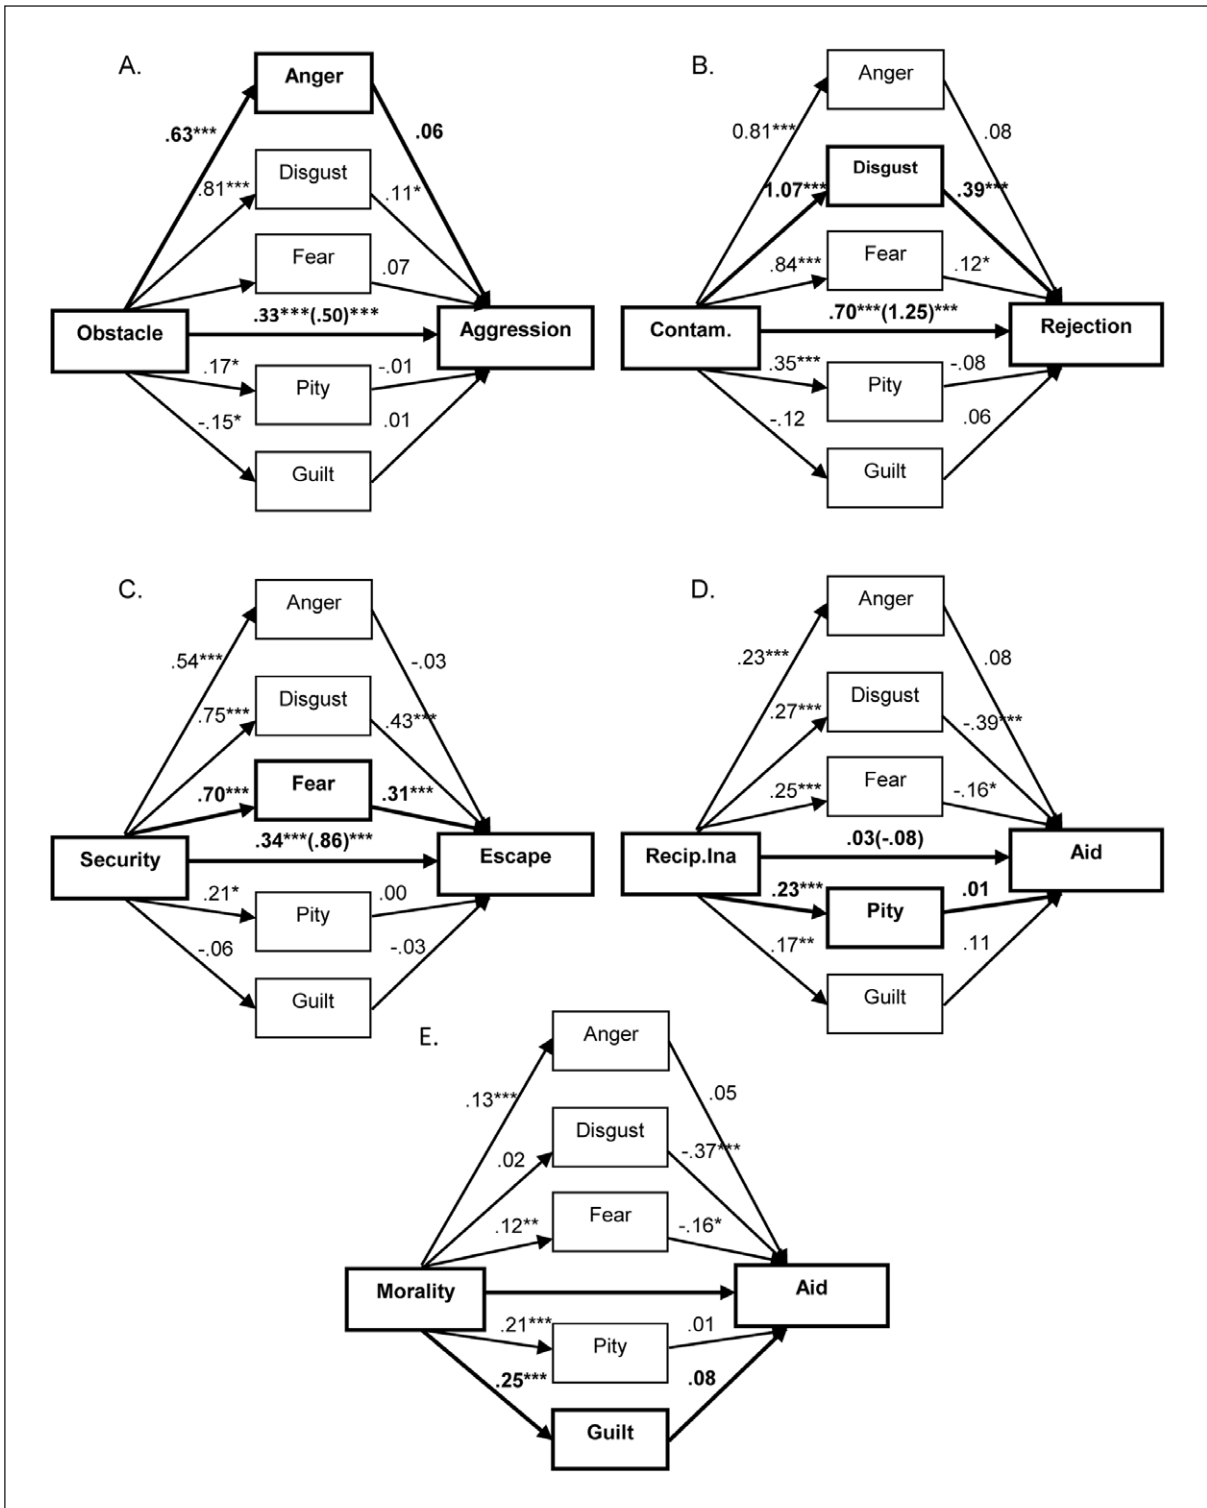 A.
Anger
.63***
.06
Disgust
.81***
.11*
Fear
.07
.33***(.50)***
Obstacle
Aggression
.17*
Pity
-.01
-.15*
.01
Guilt
B.
Anger
0.81***
.08
Disgust
1.07***
.39***
Fear
.84***
.12*
.70***(1.25)***
Contam.
Rejection
.35***
Pity
-.08
-.12
.06
Guilt
C.
Anger
.54***
-.03
Disgust
.75***
.43***
Fear
.70***
.31***
.34***(.86)***
Security
Escape
.21*
Pity
.00
-.06
-.03
Guilt
D.
Anger
.23***
.08
Disgust
.27***
-.39***
Fear
.25***
-.16*
.03(-.08)
Recip.Ina
Aid
.23***
Pity
.01
.17**
.11
Guilt
E.
Anger
.13***
.05
Disgust
.02
-.37***
Fear
.12**
-.16*
Morality
Aid
.21***
Pity
.01
.25***
.08
Guilt